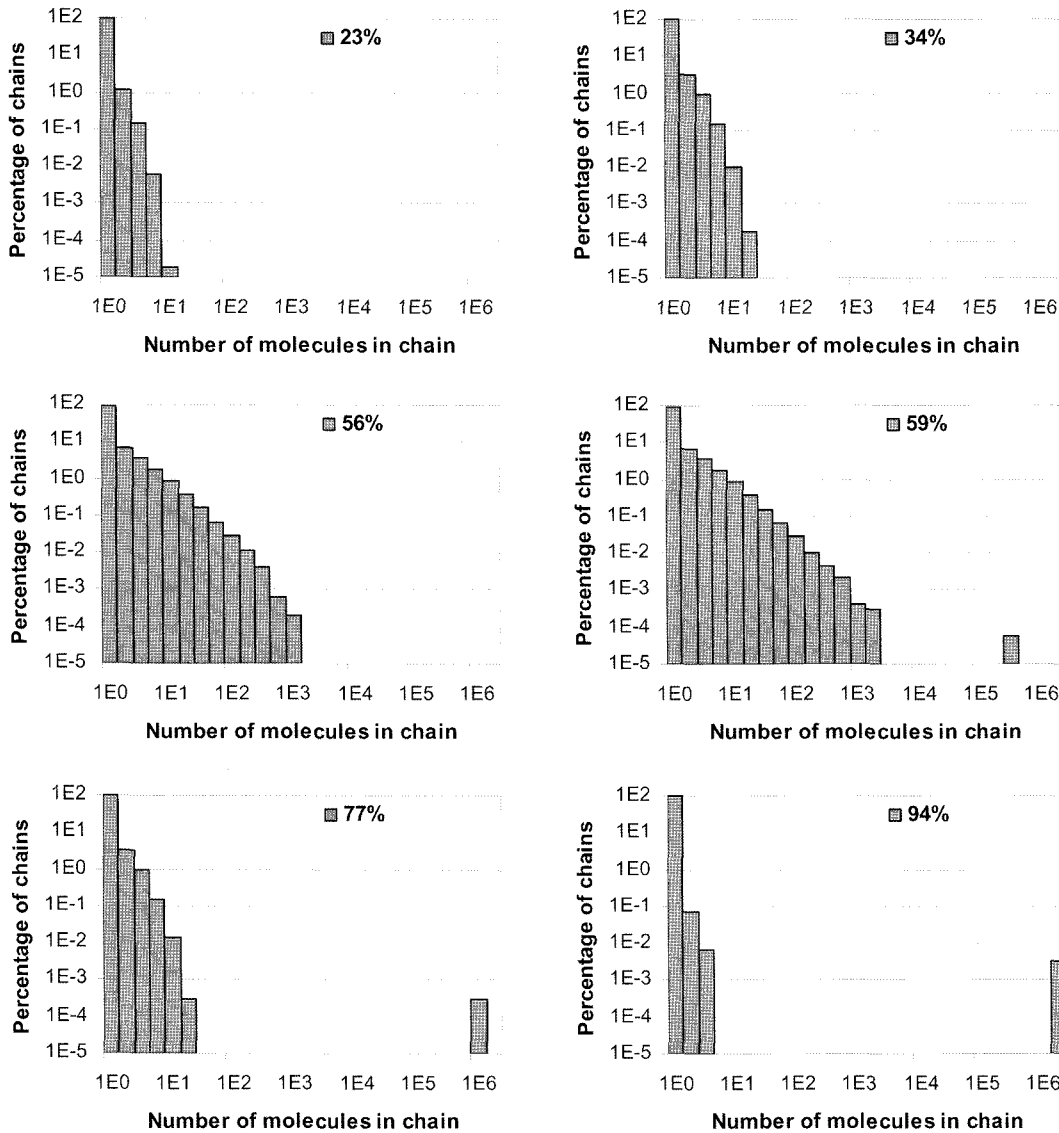 Percentage of chains
1E2
1E1
1E0
1E-1
1E-2
1E-3
1E-4
1E-5
23%
1E0 1E1 1E2 1E3 1E4 1E5 1E6
Number of molecules in chain
Percentage of chains
1E2
1E1
1E0
1E-1
1E-2
1E-3
1E-4
1E-5
34%
1E0 1E1 1E2 1E3 1E4 1E5 1E6
Number of molecules in chain
Percentage of chains
1E2
1E1
1E0
1E-1
1E-2
1E-3
1E-4
1E-5
56%
1E0 1E1 1E2 1E3 1E4 1E5 1E6
Number of molecules in chain
Percentage of chains
1E2
1E1
1E0
1E-1
1E-2
1E-3
1E-4
1E-5
59%
1E0 1E1 1E2 1E3 1E4 1E5 1E6
Number of molecules in chain
Percentage of chains
1E2
1E1
1E0
1E-1
1E-2
1E-3
1E-4
1E-5
77%
1E0 1E1 1E2 1E3 1E4 1E5 1E6
Number of molecules in chain
Percentage of chains
1E2
1E1
1E0
1E-1
1E-2
1E-3
1E-4
1E-5
94%
1E0 1E1 1E2 1E3 1E4 1E5 1E6
Number of molecules in chain